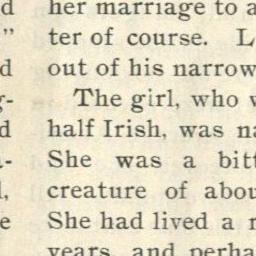 d her marriage to a
" ter of course. L
d out of his narrow
g- The girl, who
d half Irish, was na
a- She was a bit
l, creature of abou
e She had lived a r
years, and perha